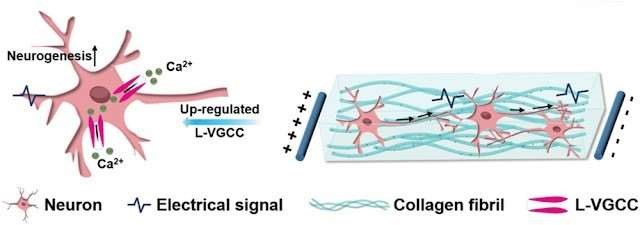 Neurogenesis
Ca2+
Up-regulated
L-VGCC
Ca2+
+ + + + +
- - - - -
Neuron
Electrical signal
Collagen fibril
L-VGCC